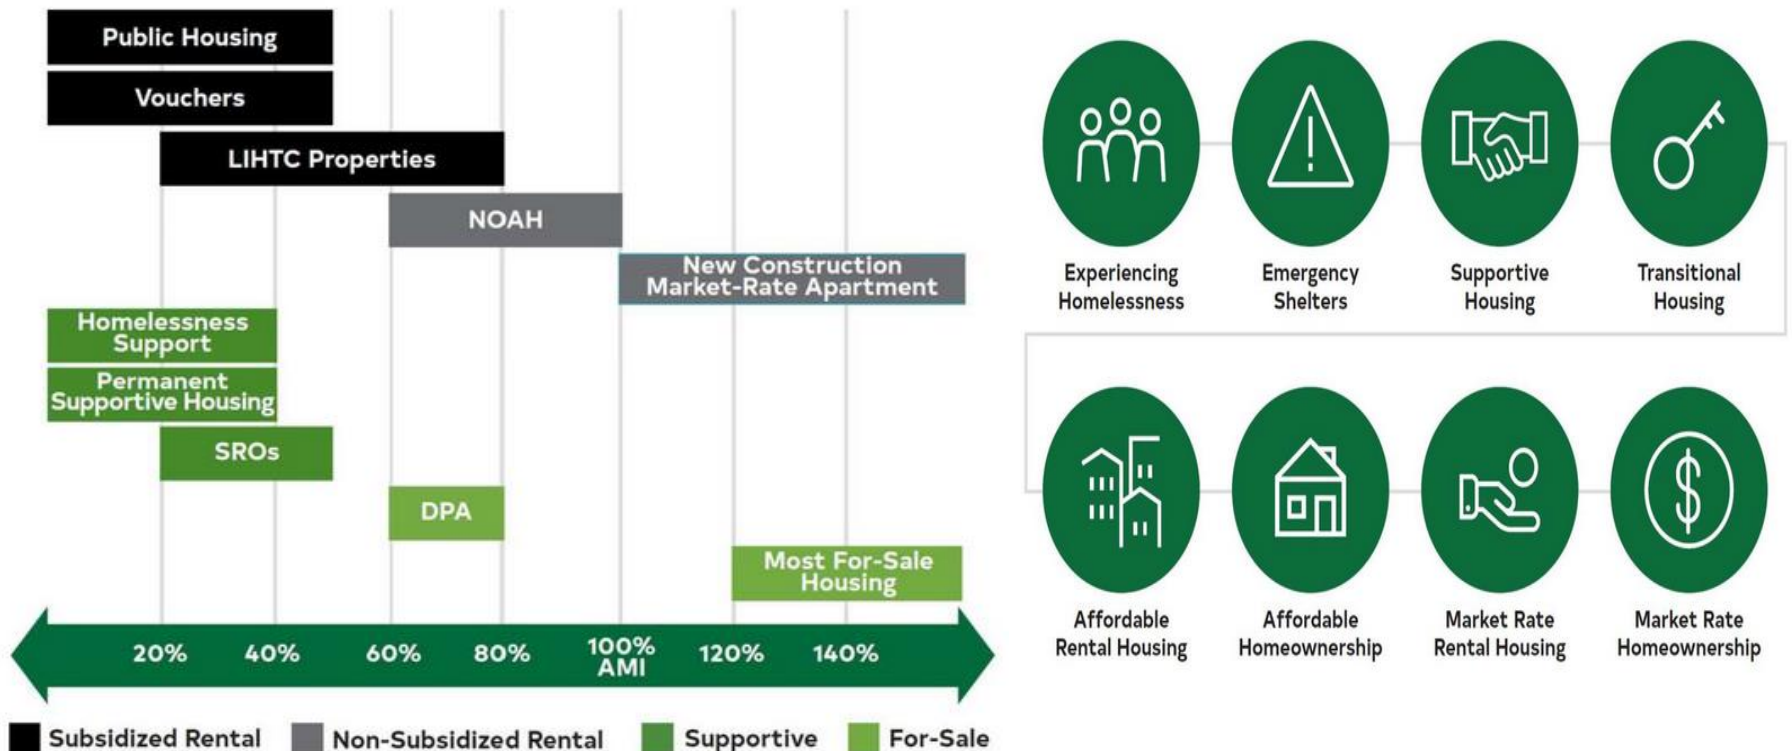 Public Housing
Vouchers
LIHTC Properties
NOAH
New Construction
Market-Rate Apartment
Homelessness
Support
Permanent
Supportive Housing
SROs
DPA
Most For-Sale
Housing
20% 40% 60% 80% 100% 120% 140%
AMI
Subsidized Rental Non-Subsidized Rental Supportive For-Sale
Experiencing
Homelessness
Emergency
Shelters
Supportive
Housing
Transitional
Housing
Affordable
Rental Housing
Affordable
Homeownership
Market Rate
Rental Housing
Market Rate
Homeownership